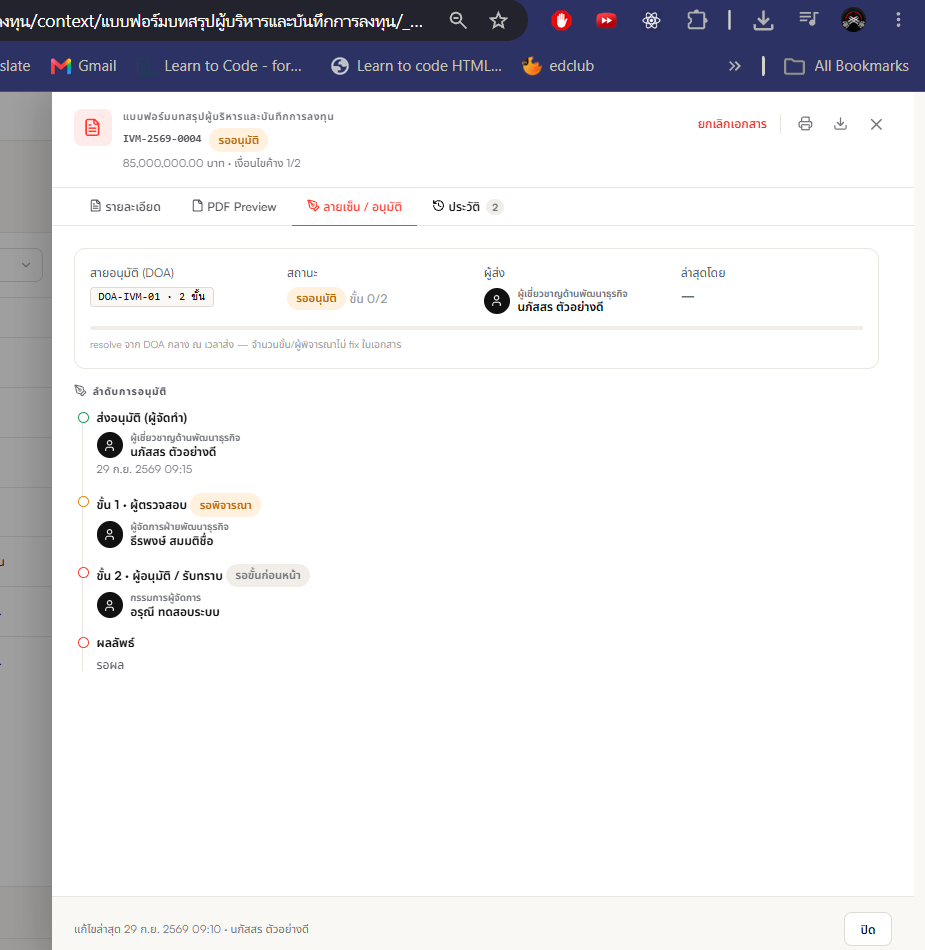 งทุน/context/แบบฟอร์มบทสรุปผู้บริหารและบันทึกการลงทุน/_...
slate Gmail Learn to Code - for... Learn to code HTML... edclub » All Bookmarks
แบบฟอร์มบทสรุปผู้บริหารและบันทึกการลงทุน
IVM-2569-0004 รออนุมัติ
85,000,000.00 บาท • เงื่อนไขค้าง 1/2
ยกเลิกเอกสาร
รายละเอียด PDF Preview ลายเซ็น / อนุมัติ ประวัติ 2
สายอนุมัติ (DOA) สถานะ ผู้ส่ง ล่าสุดโดย
DOA-IVM-01 · 2 ขั้น รออนุมัติ ขั้น 0/2 ผู้เชี่ยวชาญด้านพัฒนาธุรกิจ —
นภัสสร ตัวอย่างดี
resolve จาก DOA กลาง ณ เวลาส่ง — จำนวนขั้น/ผู้พิจารณาไม่ fix ในเอกสาร
ลำดับการอนุมัติ
ส่งอนุมัติ (ผู้จัดทำ)
ผู้เชี่ยวชาญด้านพัฒนาธุรกิจ
นภัสสร ตัวอย่างดี
29 ก.ย. 2569 09:15
ขั้น 1 • ผู้ตรวจสอบ รอพิจารณา
ผู้จัดการฝ่ายพัฒนาธุรกิจ
ธีรพงษ์ สมมติชื่อ
ขั้น 2 • ผู้อนุมัติ / รับทราบ รอขั้นก่อนหน้า
กรรมการผู้จัดการ
อรุณี ทดสอบระบบ
ผลลัพธ์
รอผล
แก้ไขล่าสุด 29 ก.ย. 2569 09:10 • นภัสสร ตัวอย่างดี
ปิด